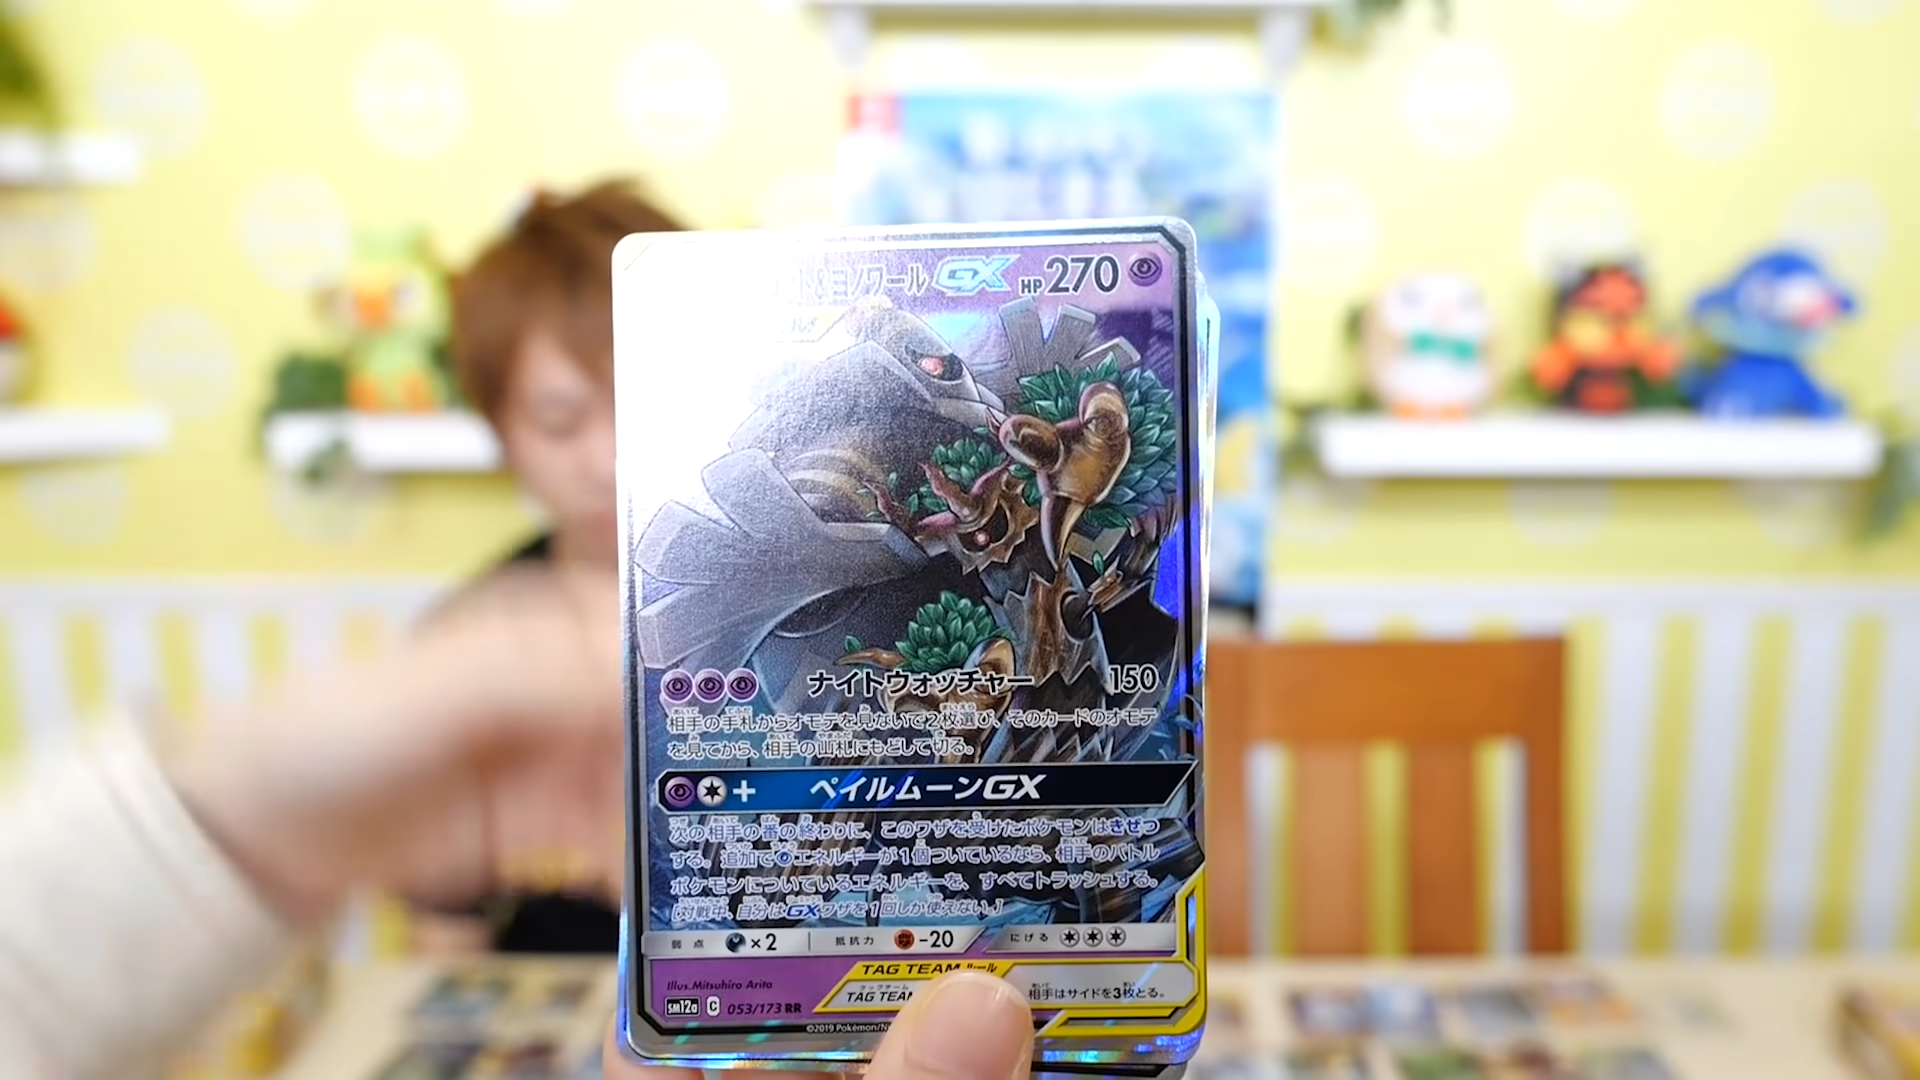 ト&ヨノワールGX HP270
ナイトウォッチャー 150
相手の手札からオモテを見ないで2枚選び、そのカードのオモテ
を見てから、相手の山札にもどして切る。
+ ペイルムーンGX
次の相手の番の終わりに、このワザを受けたポケモンはきぜつ
する。追加でエネルギーが1個ついているなら、相手のバトル
ポケモンについているエネルギーを、すべてトラッシュする。
[対戦中、自分はGXワザを1回しか使えない。]
弱点 ×2 抵抗力 -20 にげる
TAG TEAM ルール
Illus.Mitsuhiro Arita
TAG TEAM 相手はサイドを3枚とる。
SM12a C 053/173 RR
©2019 Pokémon/N